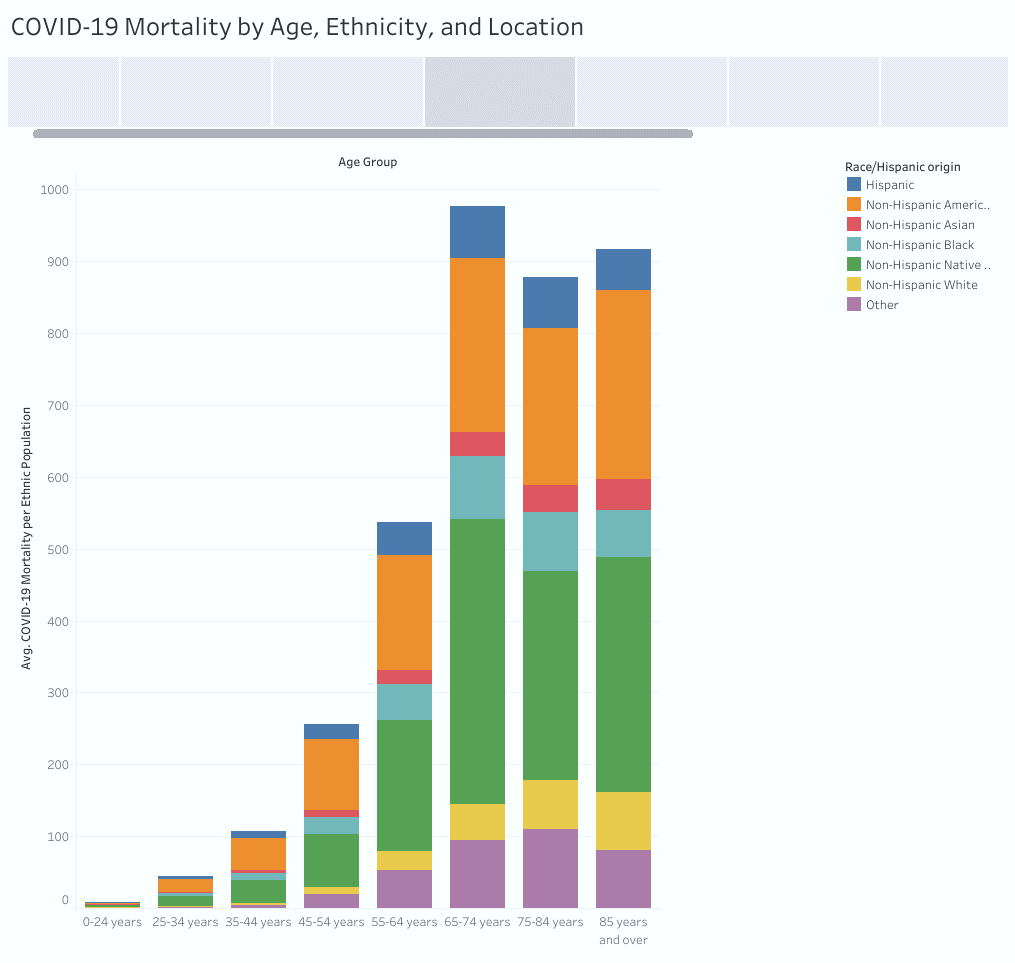 COVID-19 Mortality by Age, Ethnicity, and Location
Age Group
Race/Hispanic origin
Hispanic
Non-Hispanic Americ..
Non-Hispanic Asian
Non-Hispanic Black
Non-Hispanic Native ..
Non-Hispanic White
Other
Avg. COVID-19 Mortality per Ethnic Population
1000
900
800
700
600
500
400
300
200
100
0
0-24 years 25-34 years 35-44 years 45-54 years 55-64 years 65-74 years 75-84 years 85 years
and over